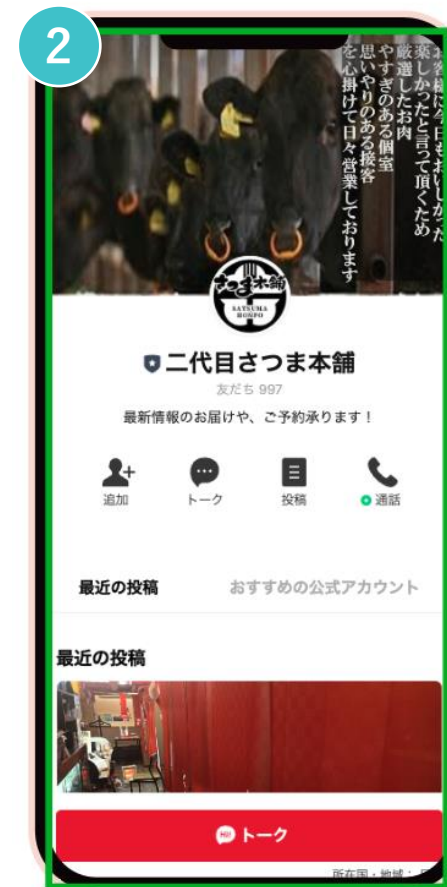 2
お客様に今日もおいしかった
楽しかったと言って頂くため
厳選したお肉
やすぎのある個室
思いやりのある接客
を心掛けて日々営業しております
さつま本舗
SATSUMA
HONPO
二代目さつま本舗
友だち 997
最新情報のお届けや、ご予約承ります！
追加
トーク
投稿
通話
最近の投稿
おすすめの公式アカウント
最近の投稿
トーク
所在国・地域：